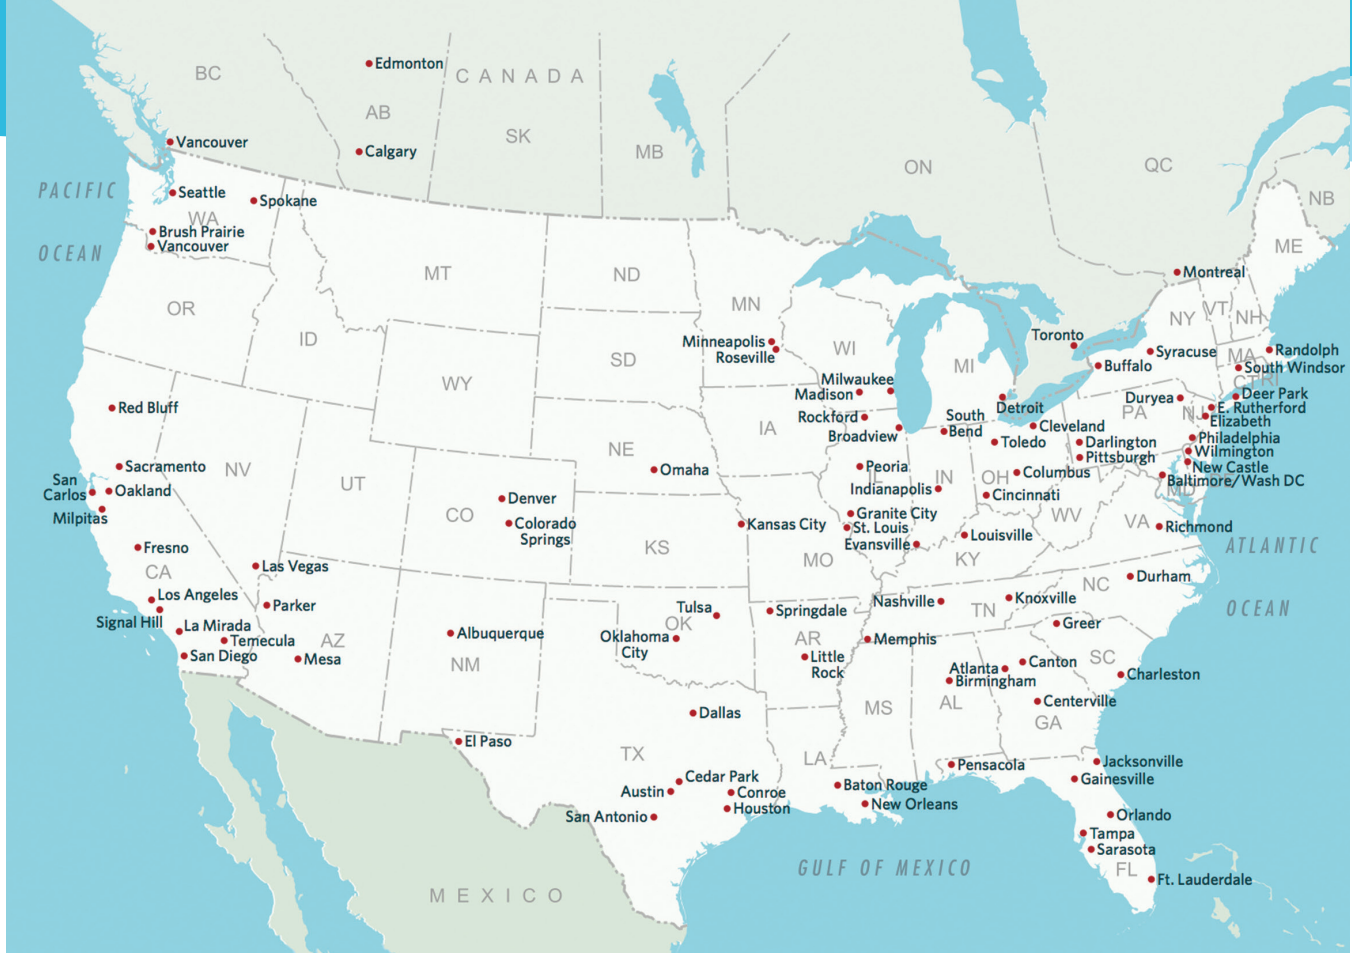 Edmonton
CANADA
BC
AB
SK
MB
ON
QC
NB
Vancouver
Calgary
PACIFIC
OCEAN
Seattle
Spokane
WA
Brush Prairie
Vancouver
MT
ND
MN
ME
Montreal
OR
ID
SD
WY
WI
MI
NY
VT
NH
Minneapolis
Roseville
Toronto
Syracuse
Buffalo
MA
Randolph
South Windsor
CT
RI
Milwaukee
Madison
Detroit
Duryea
Deer Park
E. Rutherford
Elizabeth
PA
NJ
Red Bluff
Rockford
Broadview
South
Bend
Cleveland
Toledo
Darlington
Pittsburgh
Philadelphia
Wilmington
New Castle
Baltimore/Wash DC
MD
DE
IA
NE
NV
UT
CO
Omaha
Sacramento
San
Carlos
Oakland
Milpitas
Denver
Colorado
Springs
Peoria
IL
IN
OH
Indianapolis
Columbus
Cincinnati
Granite City
St. Louis
Evansville
Louisville
WV
VA
Richmond
ATLANTIC
OCEAN
Kansas City
KS
MO
KY
Fresno
CA
Las Vegas
Los Angeles
Signal Hill
Parker
La Mirada
Temecula
San Diego
AZ
Mesa
Albuquerque
NM
Tulsa
OK
Oklahoma
City
Springdale
AR
Little
Rock
Nashville
Knoxville
TN
NC
Durham
Greer
Memphis
SC
Atlanta
Canton
Birmingham
Charleston
Centerville
MS
AL
GA
Dallas
El Paso
TX
LA
Cedar Park
Austin
Conroe
Houston
San Antonio
Baton Rouge
New Orleans
Pensacola
Jacksonville
Gainesville
Orlando
Tampa
Sarasota
FL
Ft. Lauderdale
GULF OF MEXICO
MEXICO